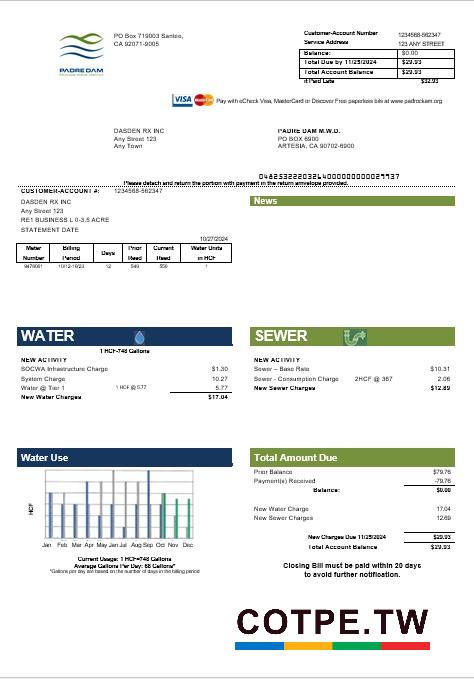 PO Box 719003 Santee,
CA 92071-9005
PADRE DAM
Customer-Account Number 1234568-562347
Service Address 123 ANY STREET
Balance: $0.00
Total Due by 11/25/2024 $29.93
Total Account Balance $29.93
if Paid Late $32.93
VISA MasterCard Pay with eCheck Visa, MasterCard or Discover Free paperless bils at www.padrockam.org
DASDEN RX INC
Any Street 123
Any Town
PADRE DAM M.W.D.
PO BOX 6900
ARTESIA, CA 90702-6900
Please detach and return the portion with payment in the return amvelope provided.
CUSTOMER-ACCOUNT #: 1234568-562347
DASDEN RX INC
Any Street 123
RE1 BUSINESS L 0-3.5 ACRE
STATEMENT DATE
10/27/2024
News
Meter Number Billing Period Days Prior Read Current Reed Water Units in HCF
9478061 10/12-10/23 12 549 550 1
WATER
1 HCF-748 Gallons
NEW ACTIVITY
SOCWA Infrastructure Charge $1.30
System Charge 10.27
Water @ Tier 1 1 HCF @ 5.77 5.77
New Water Charges $17.04
SEWER
NEW ACTIVITY
Sewer – Base Rate $10.31
Sewer - Consumption Charge 2HCF @ 367 2.06
New Sewer Charges $12.89
Water Use
HCF
Jan Feb Mar Apr May Jan Jul Aug Sep Oct Nov Dec
Current Usage: 1 HCF=748 Gallons
Average Gallons Per Day: 68 Gallons*
*Gallons per day are based on the number of days in the billing period
Total Amount Due
Prior Balance $79.76
Payment(s) Received -79.76
Balance: $0.00
New Water Charges 17.04
New Sewer Charges 12.69
New Charges Due 11/25/2024 $29.93
Total Account Balance $29.93
Closing Bill must be paid within 20 days
to avoid further notification.
COTPE.TW